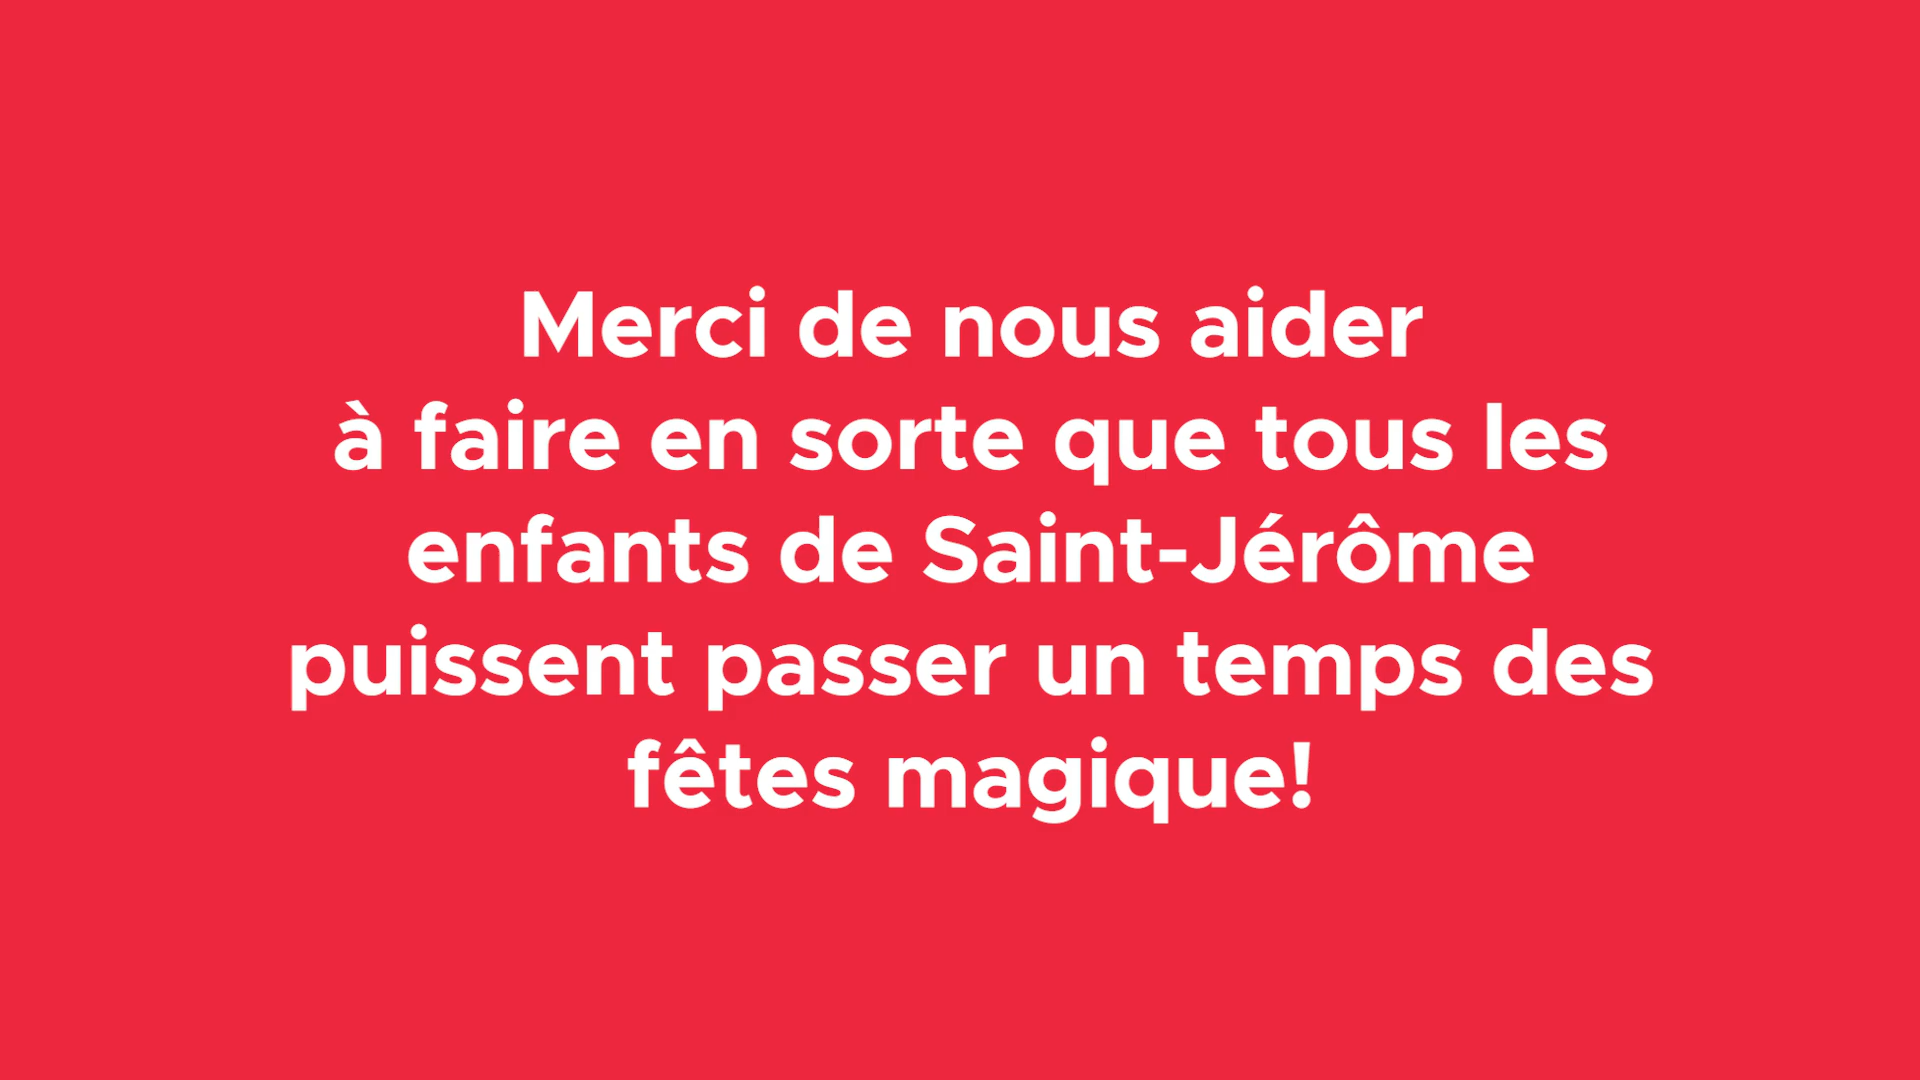 Merci de nous aider
à faire en sorte que tous les
enfants de Saint-Jérôme
puissent passer un temps des
fêtes magique!